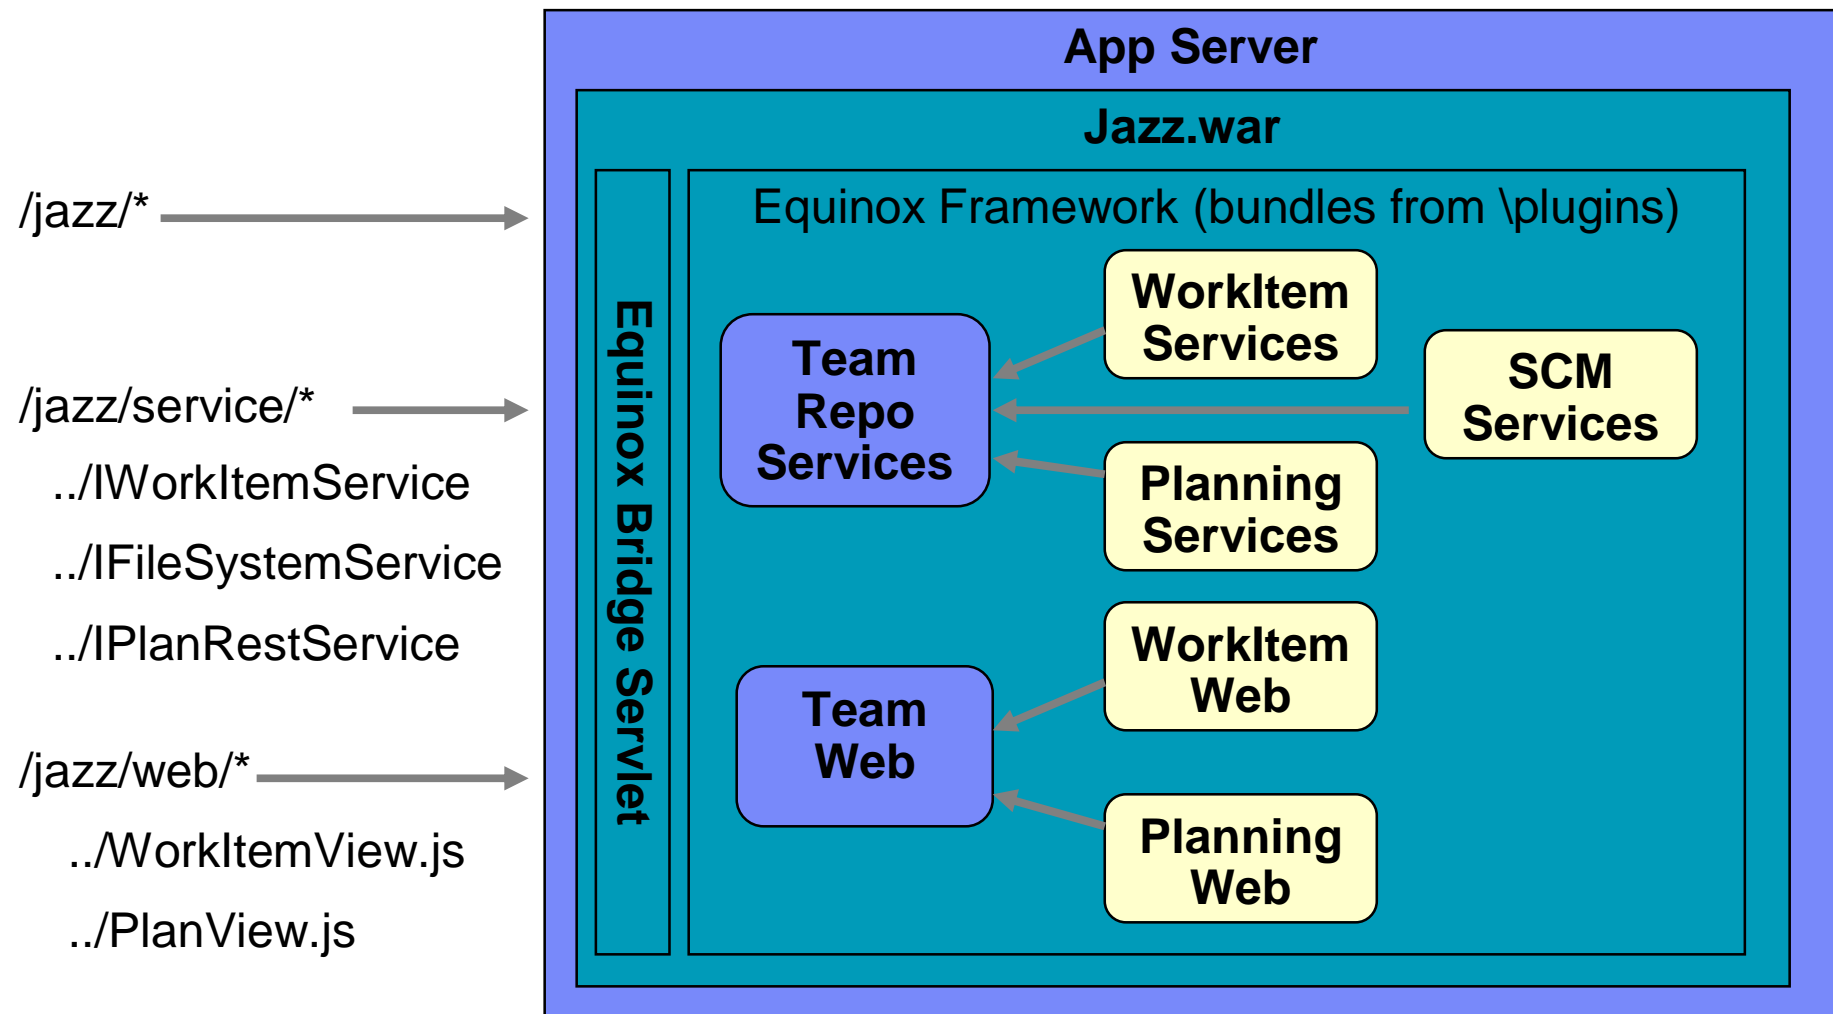 App Server
Jazz.war
/jazz/*
/jazz/service/*
../IWorkItemService
../IFileSystemService
../IPlanRestService
/jazz/web/*
../WorkItemView.js
../PlanView.js
Equinox Bridge Servlet
Equinox Framework (bundles from \plugins)
Team
Repo
Services
WorkItem
Services
SCM
Services
Planning
Services
Team
Web
WorkItem
Web
Planning
Web